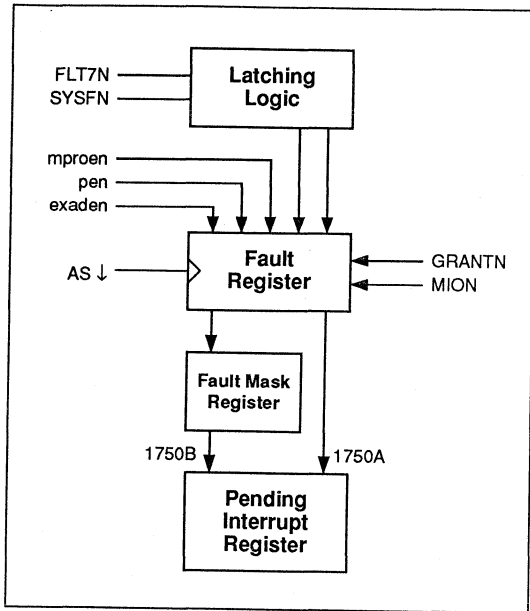 FLT7N
SYSFN
Latching
Logic
mproen
pen
exaden
AS ↓
Fault
Register
GRANTN
MION
Fault Mask
Register
1750B
1750A
Pending
Interrupt
Register